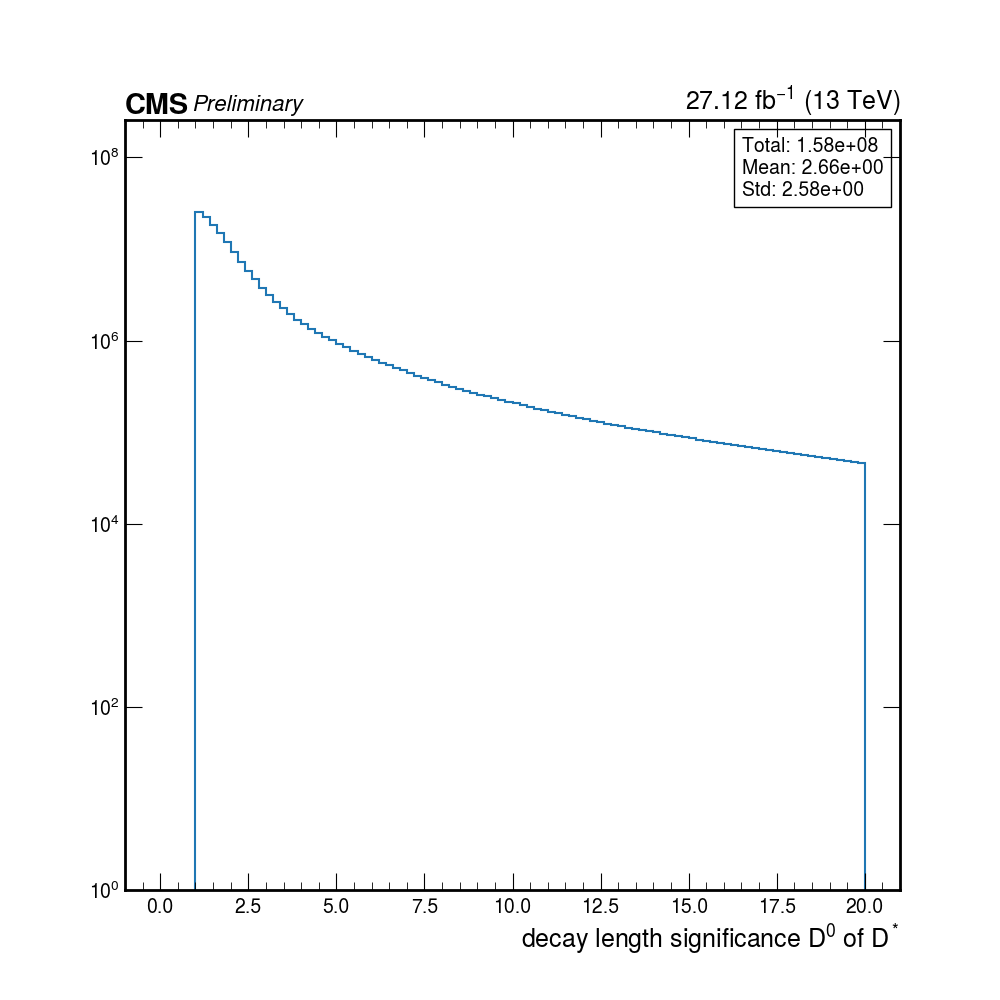 CMS Preliminary 27.12 fb⁻¹ (13 TeV)
Total: 1.58e+08
Mean: 2.66e+00
Std: 2.58e+00
10⁸
10⁶
10⁴
10²
10⁰
0.0 2.5 5.0 7.5 10.0 12.5 15.0 17.5 20.0
decay length significance D⁰ of D*